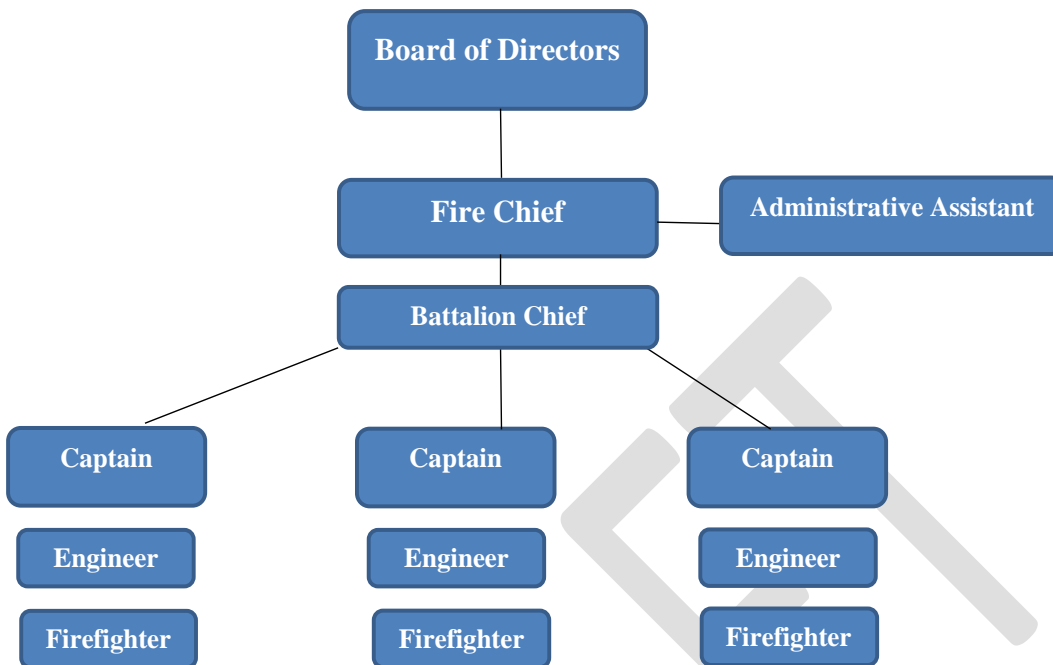 Board of Directors
Fire Chief
Administrative Assistant
Battalion Chief
Captain
Captain
Captain
Engineer
Engineer
Engineer
Firefighter
Firefighter
Firefighter